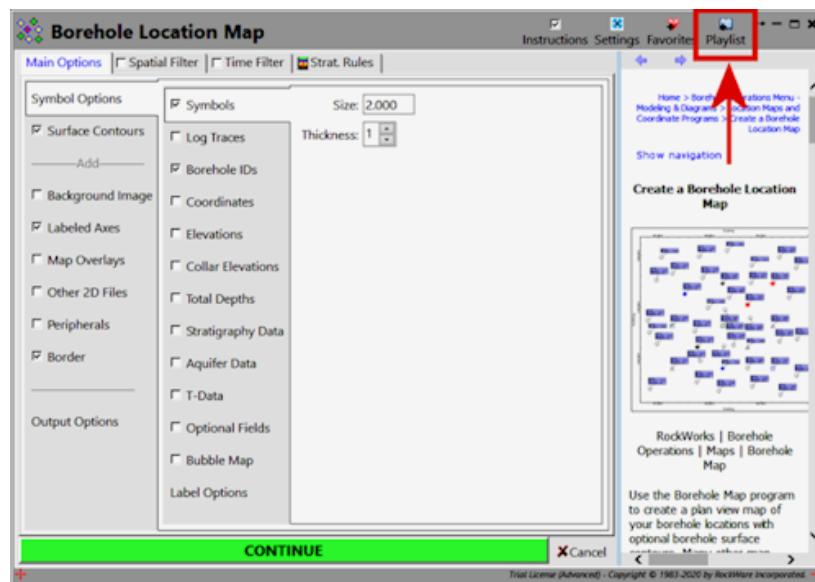 Borehole Location Map
Instructions Settings Favorites Playlist
Main Options Spatial Filter Time Filter Strat. Rules
Symbol Options
Surface Contours
Add
Background Image
Labeled Axes
Map Overlays
Other 2D Files
Peripherals
Border
Output Options
Symbols
Log Traces
Borehole IDs
Coordinates
Elevations
Collar Elevations
Total Depths
Stratigraphy Data
Aquifer Data
T-Data
Optional Fields
Bubble Map
Label Options
Size: 2.000
Thickness: 1
CONTINUE
Cancel
Home > Borehole Operations Menu -
Modeling & Diagrams > Location Maps and
Coordinate Programs > Create a Borehole
Location Map
Show navigation
Create a Borehole Location
Map
RockWorks | Borehole
Operations | Maps | Borehole
Map
Use the Borehole Map program
to create a plan view map of
your borehole locations with
optional borehole surface
Trial License (Advanced) - Copyright © 1983-2020 by RockWare Incorporated.